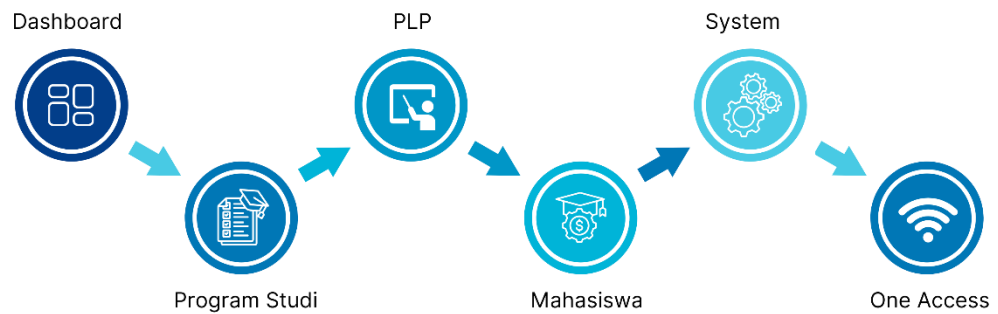 Dashboard
PLP
System
Program Studi
Mahasiswa
One Access
$